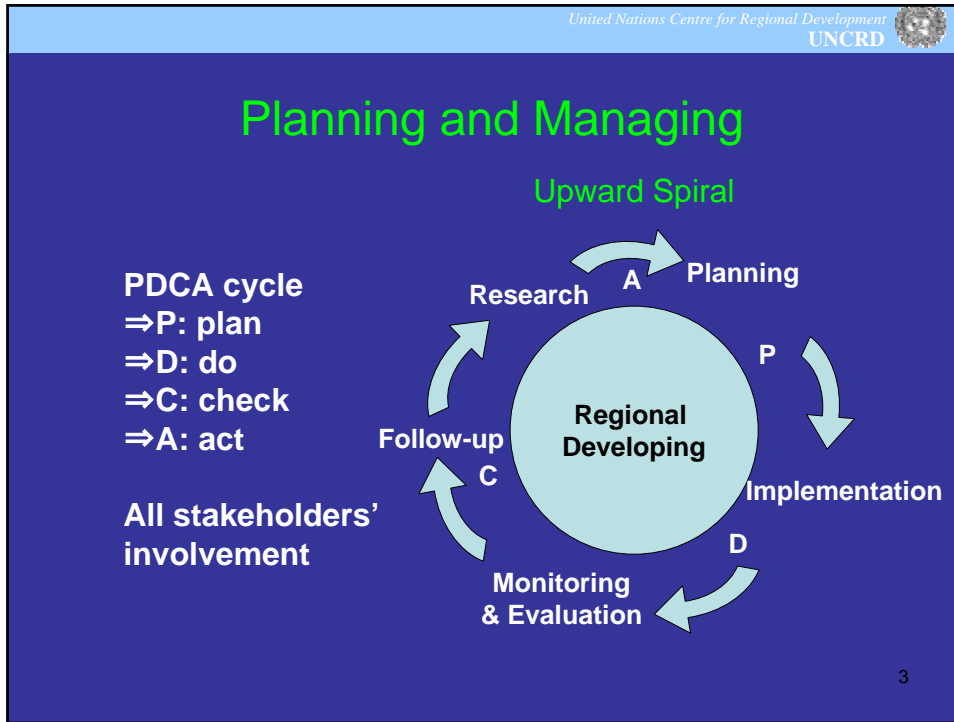 United Nations Centre for Regional Development
UNCRD
Planning and Managing
Upward Spiral
PDCA cycle
⇒P: plan
⇒D: do
⇒C: check
⇒A: act
All stakeholders’
involvement
A
Planning
Research
P
Regional
Developing
Follow-up
C
Implementation
D
Monitoring
& Evaluation
3